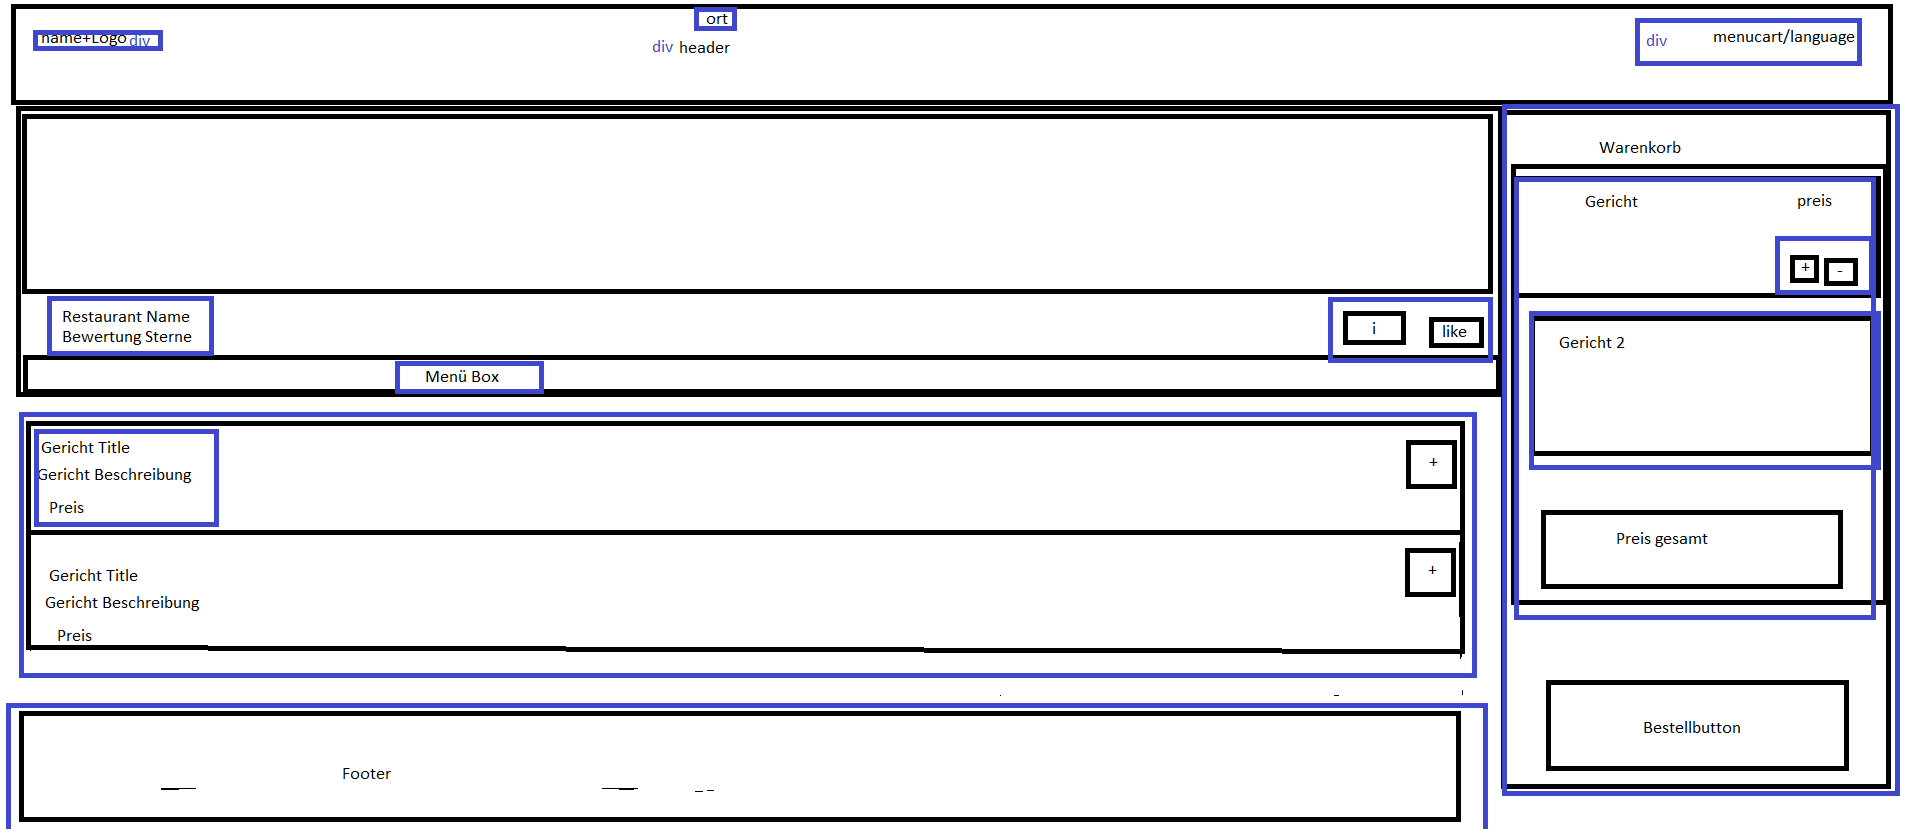 ort
name+Logo div
div header
div menucart/language
Warenkorb
Gericht preis
+ -
Restaurant Name
Bewertung Sterne
i like
Menü Box
Gericht 2
Gericht Title
Gericht Beschreibung
Preis
+
Gericht Title
Gericht Beschreibung
Preis
+
Preis gesamt
Bestellbutton
Footer